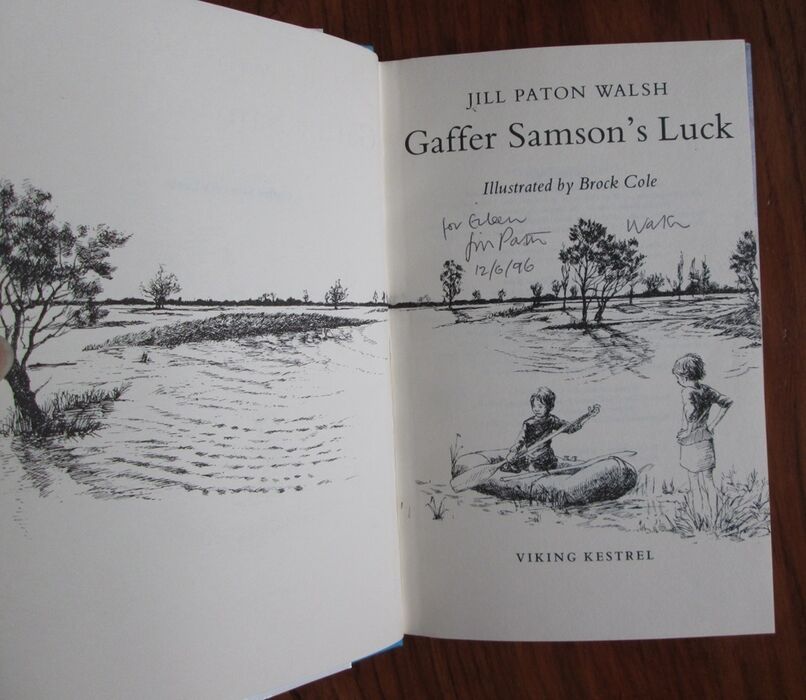 JILL PATON WALSH
Gaffer Samson's Luck
Illustrated by Brock Cole
for Eileen
Jill Paton Walsh
12/6/96
VIKING KESTREL